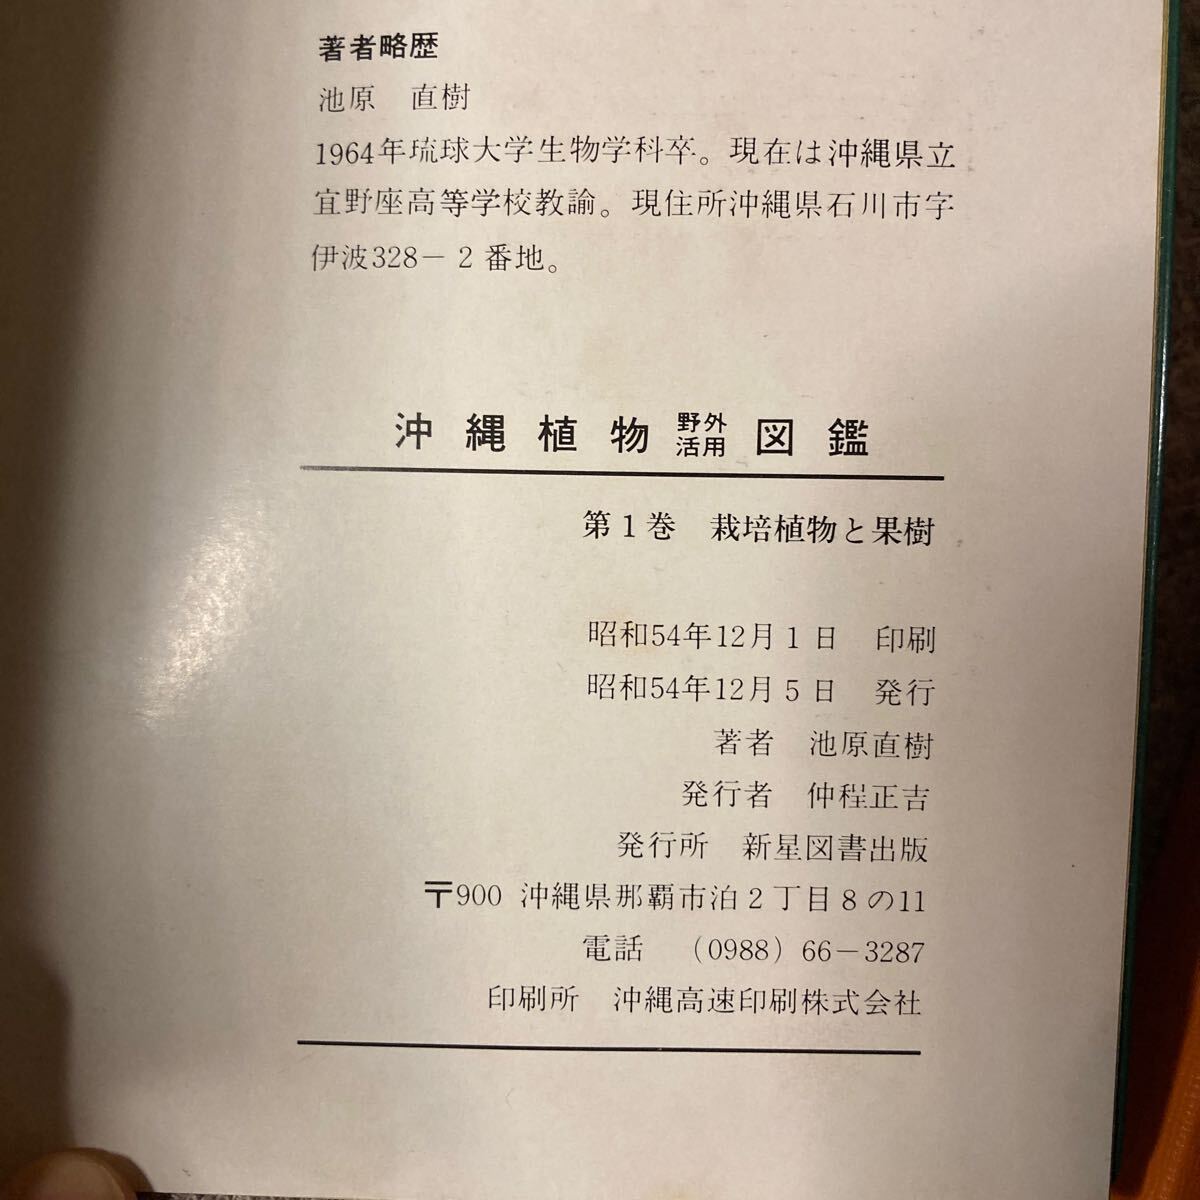 著者略歴
池原　直樹
1964年琉球大学生物学科卒。現在は沖縄県立
宜野座高等学校教諭。現住所沖縄県石川市字
伊波328－2番地。
沖縄植物野外活用図鑑
第1巻　栽培植物と果樹
昭和54年12月1日　印刷
昭和54年12月5日　発行
著者　池原直樹
発行者　仲程正吉
発行所　新星図書出版
〒900 沖縄県那覇市泊2丁目8の11
電話　（0988）66－3287
印刷所　沖縄高速印刷株式会社